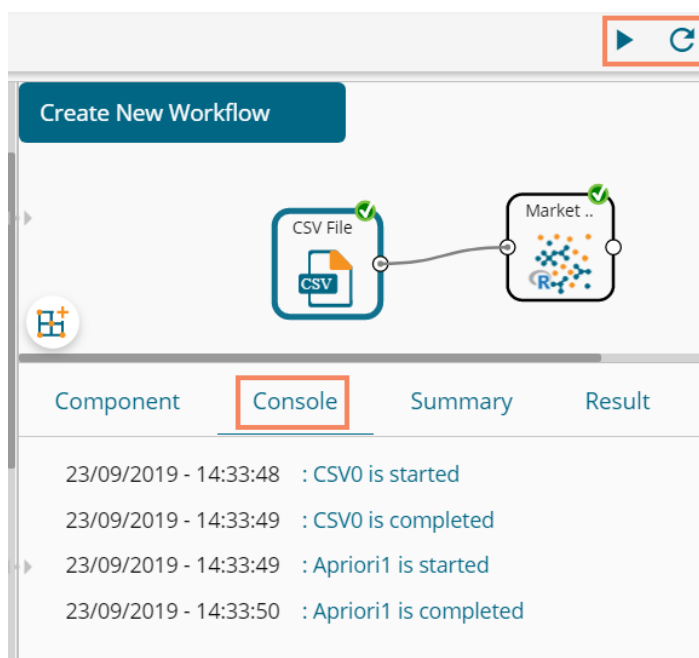 Create New Workflow
CSV File
CSV
Market ..
R
Component Console Summary Result
23/09/2019 - 14:33:48 : CSV0 is started
23/09/2019 - 14:33:49 : CSV0 is completed
23/09/2019 - 14:33:49 : Apriori1 is started
23/09/2019 - 14:33:50 : Apriori1 is completed